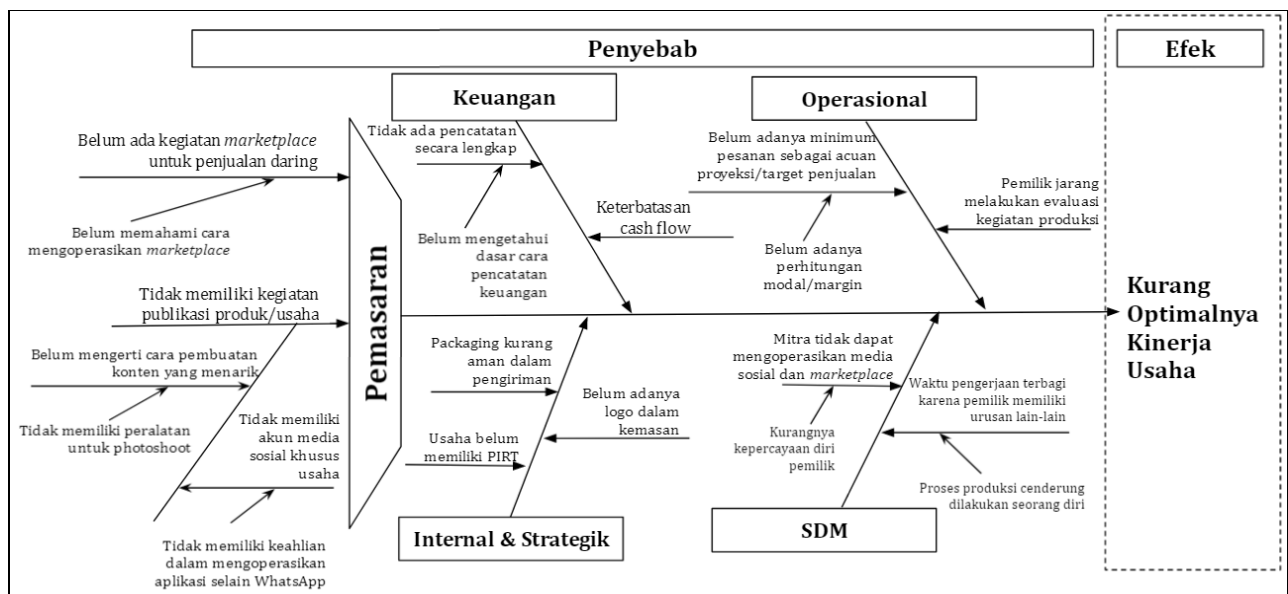 Penyebab
Efek
Keuangan
Operasional
Belum ada kegiatan marketplace
untuk penjualan daring
Belum memahami cara
mengoperasikan marketplace
Tidak memiliki kegiatan
publikasi produk/usaha
Belum mengerti cara pembuatan
konten yang menarik
Tidak memiliki peralatan
untuk photoshoot
Tidak memiliki
akun media
sosial khusus
usaha
Tidak memiliki keahlian
dalam mengoperasikan
aplikasi selain WhatsApp
Pemasaran
Tidak ada pencatatan
secara lengkap
Belum mengetahui
dasar cara
pencatatan
keuangan
Keterbatasan
cash flow
Belum adanya minimum
pesanan sebagai acuan
proyeksi/target penjualan
Belum adanya
perhitungan
modal/margin
Pemilik jarang
melakukan evaluasi
kegiatan produksi
Packaging kurang
aman dalam
pengiriman
Belum adanya
logo dalam
kemasan
Usaha belum
memiliki PIRT
Internal & Strategik
Mitra tidak dapat
mengoperasikan media
sosial dan marketplace
Kurangnya
kepercayaan diri
pemilik
Waktu pengerjaan terbagi
karena pemilik memiliki
urusan lain-lain
Proses produksi cenderung
dilakukan seorang diri
SDM
Kurang
Optimalnya
Kinerja
Usaha